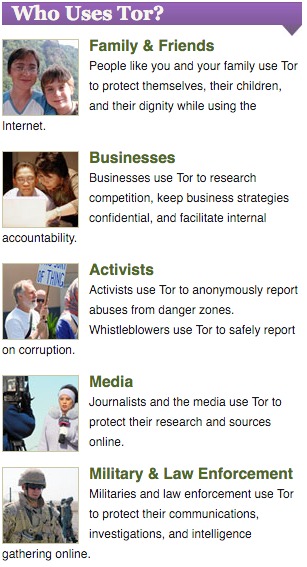 Who Uses Tor?
Family & Friends
People like you and your family use Tor
to protect themselves, their children,
and their dignity while using the
Internet.
Businesses
Businesses use Tor to research
competition, keep business strategies
confidential, and facilitate internal
accountability.
Activists
Activists use Tor to anonymously report
abuses from danger zones.
Whistleblowers use Tor to safely report
on corruption.
OF THING
Media
Journalists and the media use Tor to
protect their research and sources
online.
Military & Law Enforcement
Militaries and law enforcement use Tor
to protect their communications,
investigations, and intelligence
gathering online.